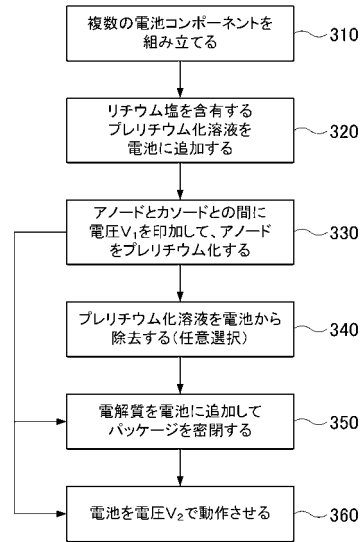 複数の電池コンポーネントを
組み立てる
310
リチウム塩を含有する
プレリチウム化溶液を
電池に追加する
320
アノードとカソードとの間に
電圧V₁を印加して、アノード
をプレリチウム化する
330
プレリチウム化溶液を電池から
除去する(任意選択)
340
電解質を電池に追加して
パッケージを密閉する
350
電池を電圧V₂で動作させる
360